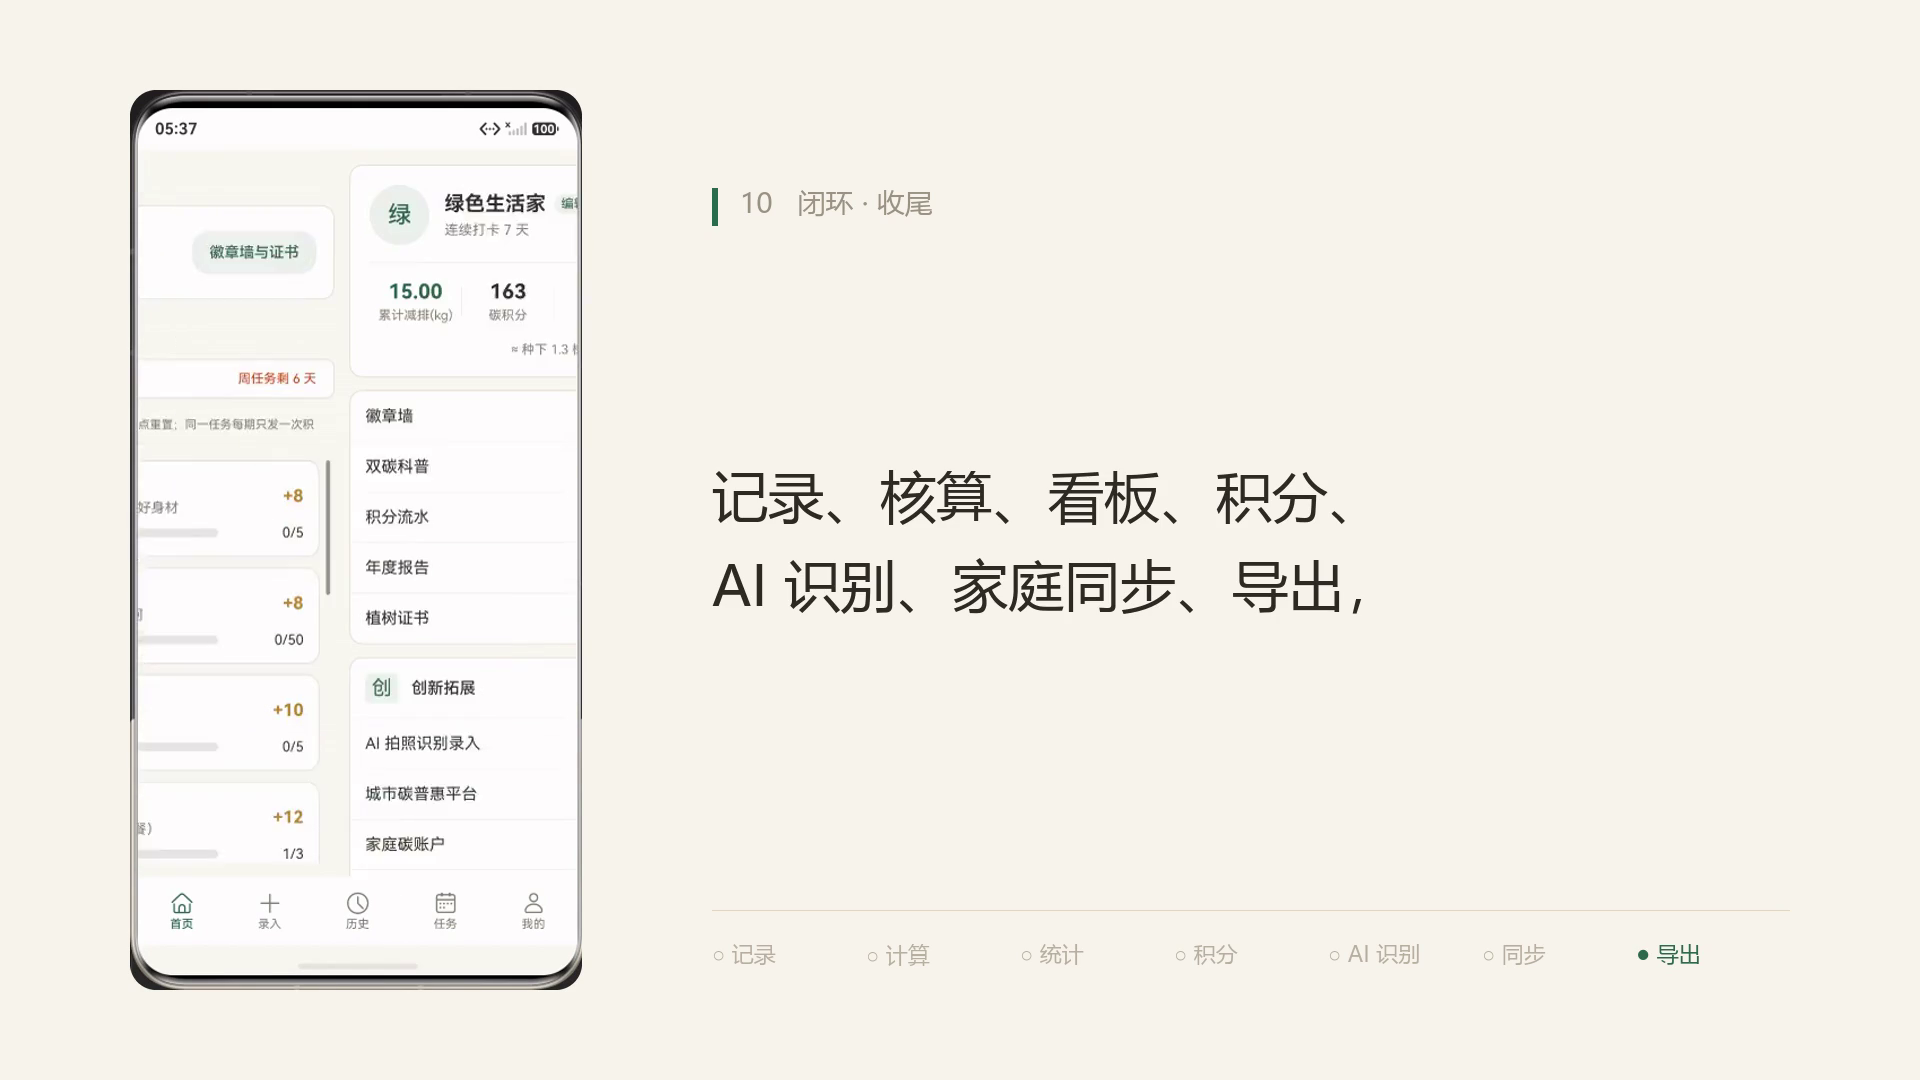 05:37
100
徽章墙与证书
周任务剩 6 天
点重置；同一任务每期只发一次积
好身材
+8
0/5
+8
0/50
+10
0/5
+12
1/3
绿
绿色生活家
连续打卡 7 天
15.00
累计减排(kg)
163
碳积分
≈ 种下 1.3
徽章墙
双碳科普
积分流水
年度报告
植树证书
创
创新拓展
AI 拍照识别录入
城市碳普惠平台
家庭碳账户
首页
录入
历史
任务
我的
10 闭环 · 收尾
记录、核算、看板、积分、
AI 识别、家庭同步、导出，
记录
计算
统计
积分
AI 识别
同步
导出